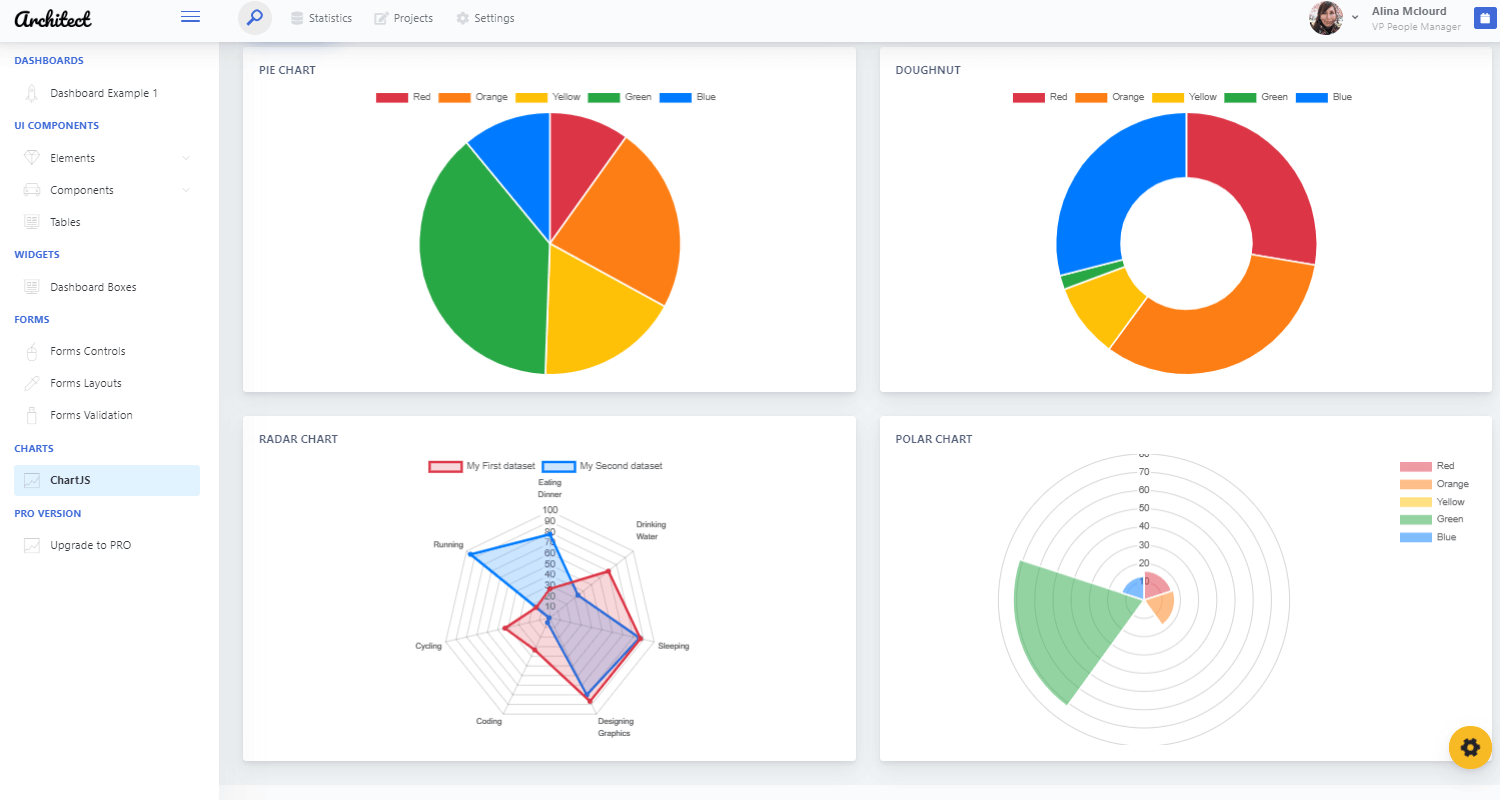 Architect
Statistics
Projects
Settings
Alina Mclourd
VP People Manager
DASHBOARDS
Dashboard Example 1
UI COMPONENTS
Elements
Components
Tables
WIDGETS
Dashboard Boxes
FORMS
Forms Controls
Forms Layouts
Forms Validation
CHARTS
ChartJS
PRO VERSION
Upgrade to PRO
PIE CHART
Red Orange Yellow Green Blue
DOUGHNUT
Red Orange Yellow Green Blue
RADAR CHART
My First dataset My Second dataset
Eating
Dinner
Drinking
Water
Sleeping
Designing
Graphics
Coding
Cycling
Running
100
90
80
70
60
50
40
30
20
10
POLAR CHART
80
70
60
50
40
30
20
10
Red
Orange
Yellow
Green
Blue